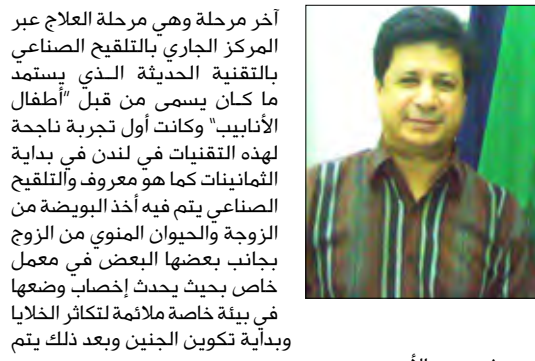 آخر مرحلة وهي مرحلة العلاج عبر
المركز الجاري بالتلقيح الصناعي
بالتقنية الحديثة الـذي يستمد
ما كـان يسمى من قبل "أطفال
الأنابيب" وكانت أول تجربة ناجحة
لهذه التقنيات في لندن في بداية
الثمانينات كما هو معروف والتلقيح
الصناعي يتم فيه أخذ البويضة من
الزوجة والحيوان المنوي من الزوج
بجانب بعضها البعض في معمل
خاص بحيث يحدث إخصاب وضعها
في بيئة خاصة ملائمة لتكاثر الخلايا
وبداية تكوين الجنين وبعد ذلك يتم